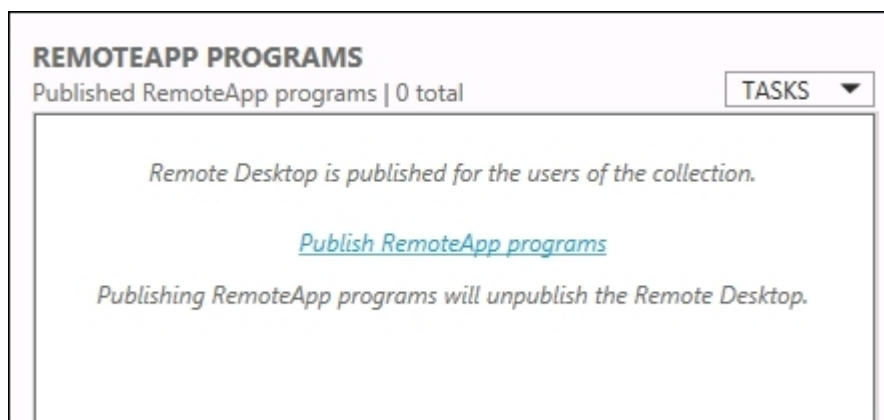 REMOTEAPP PROGRAMS
Published RemoteApp programs | 0 total
TASKS
Remote Desktop is published for the users of the collection.
Publish RemoteApp programs
Publishing RemoteApp programs will unpublish the Remote Desktop.